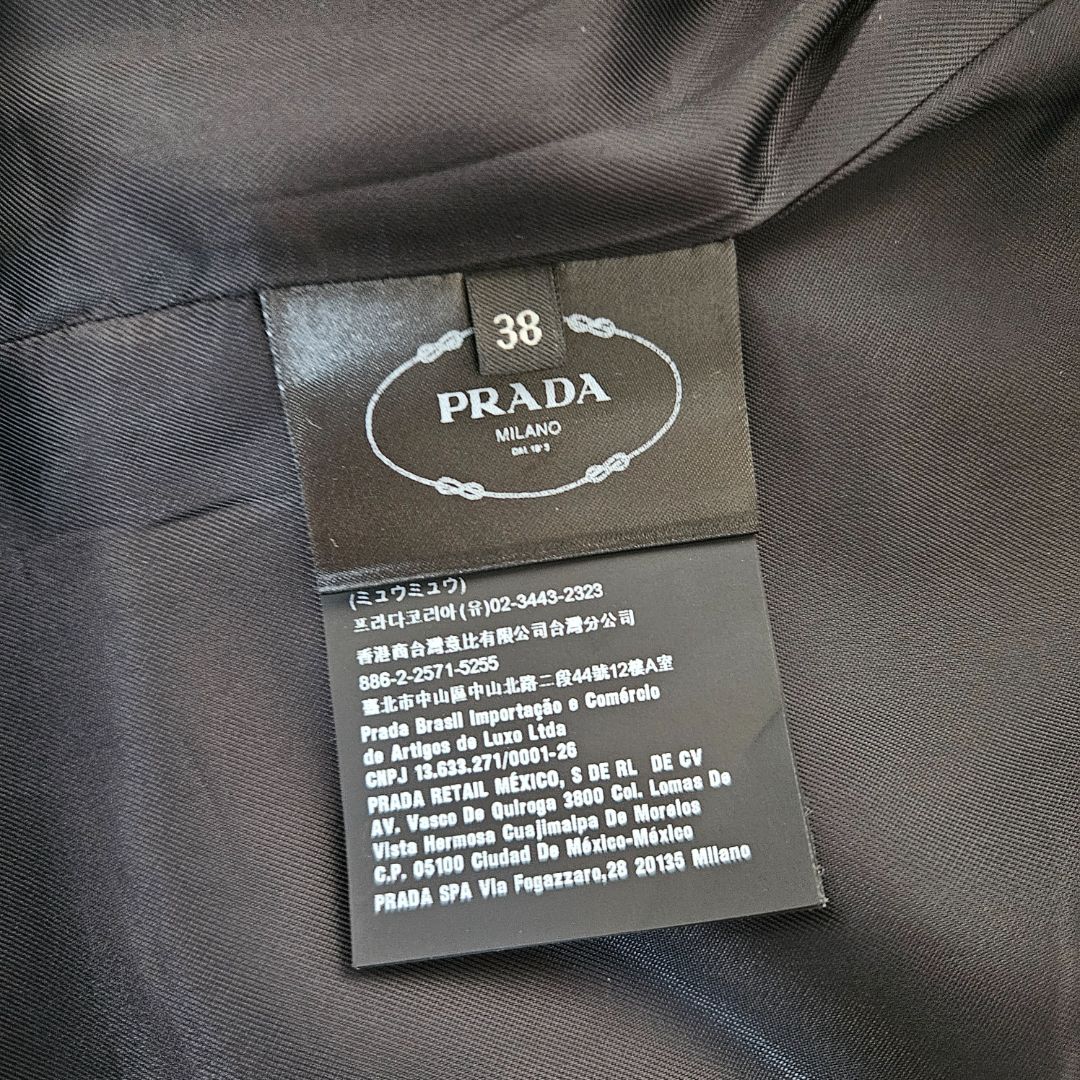 38
PRADA
MILANO
(ミュウミュウ)
프라다코리아(유)02-3443-2323
香港商台灣意比有限公司台灣分公司
886-2-2571-5255
臺北市中山區中山北路二段44號12樓A室
Prada Brasil Importação e Comércio
de Artigos de Luxo Ltda
CNPJ 13.633.271/0001-26
PRADA RETAIL MÉXICO, S DE RL DE CV
AV. Vasco De Quiroga 3800 Col. Lomas De
Vista Hermosa Cuajimalpa De Morelos
C.P. 05100 Ciudad De México-México
PRADA SPA Via Fogazzaro,28 20135 Milano